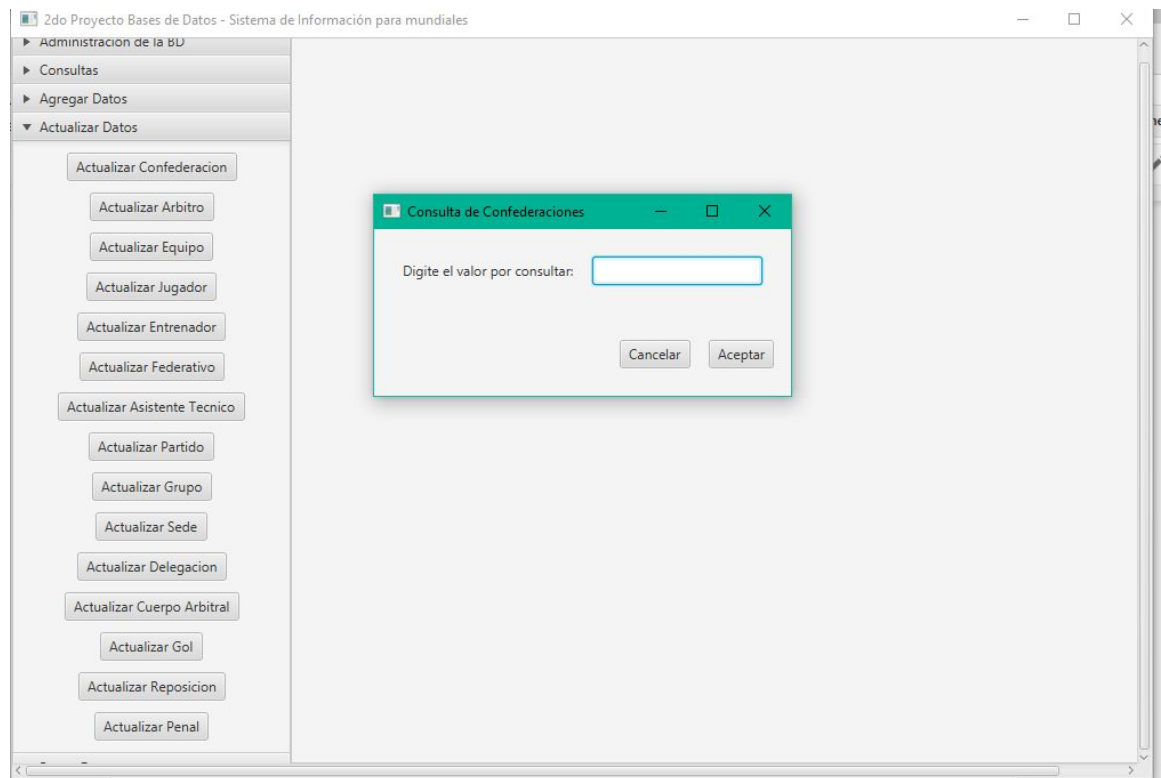 2do Proyecto Bases de Datos - Sistema de Información para mundiales
Administracion de la BD
Consultas
Agregar Datos
Actualizar Datos
Actualizar Confederacion
Actualizar Arbitro
Actualizar Equipo
Actualizar Jugador
Actualizar Entrenador
Actualizar Federativo
Actualizar Asistente Tecnico
Actualizar Partido
Actualizar Grupo
Actualizar Sede
Actualizar Delegacion
Actualizar Cuerpo Arbitral
Actualizar Gol
Actualizar Reposicion
Actualizar Penal
Consulta de Confederaciones
Digite el valor por consultar:
Cancelar
Aceptar